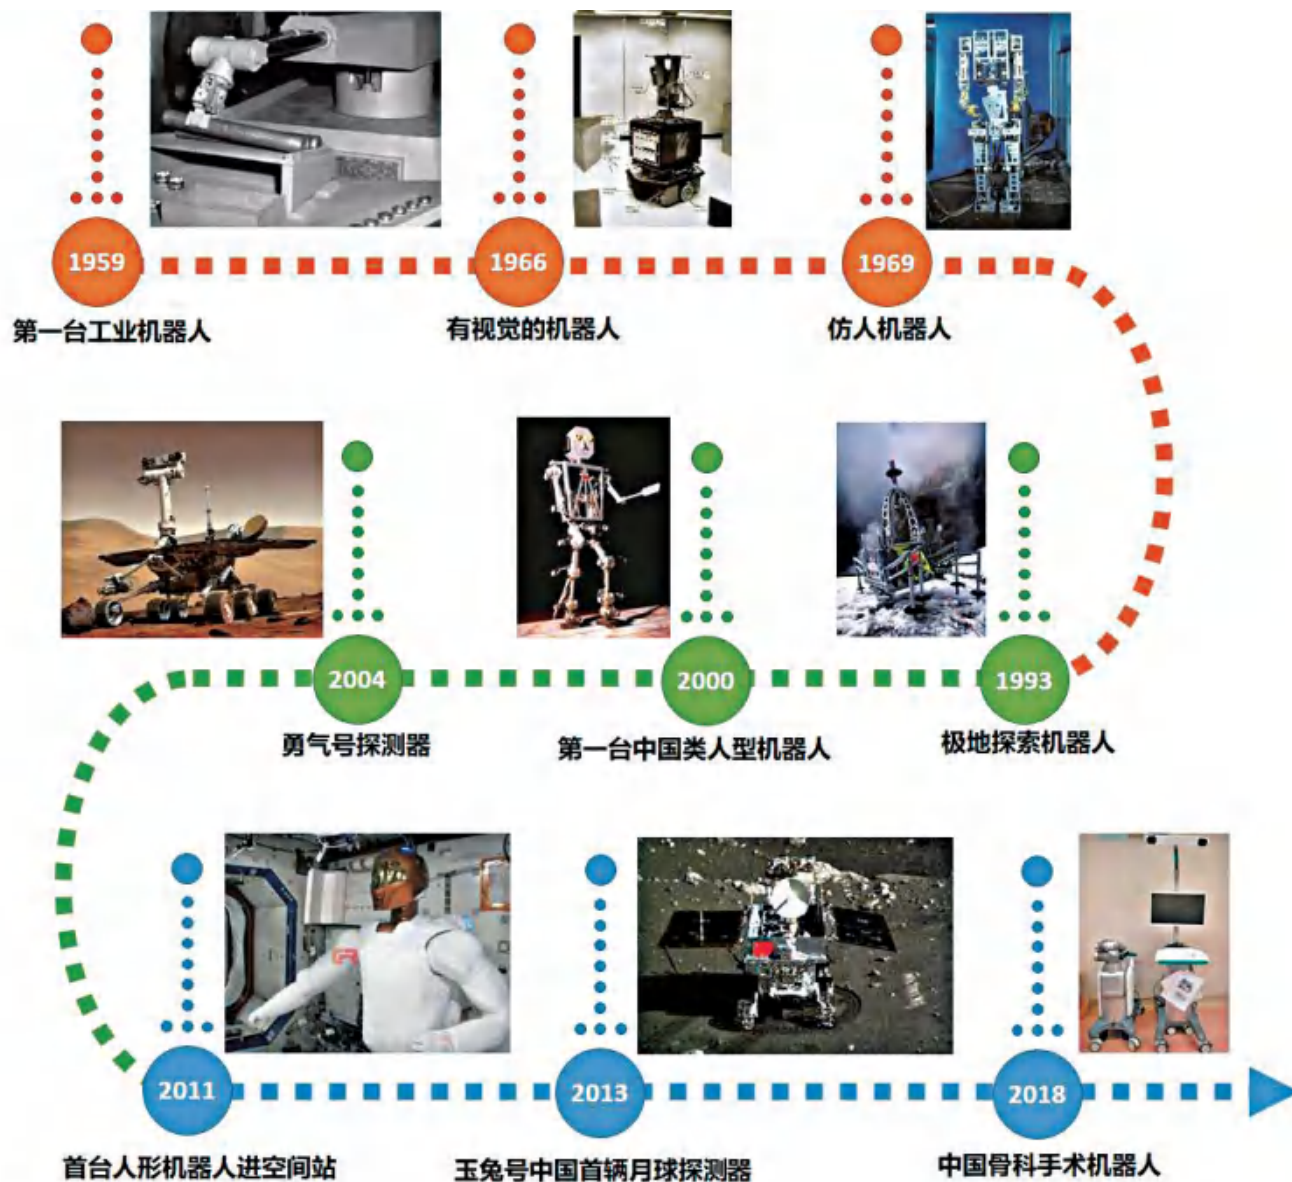 1959
1966
1969
第一台工业机器人
有视觉的机器人
仿人机器人
2004
2000
1993
勇气号探测器
第一台中国类人型机器人
极地探索机器人
2011
2013
2018
首台人形机器人进空间站
玉兔号中国首辆月球探测器
中国骨科手术机器人